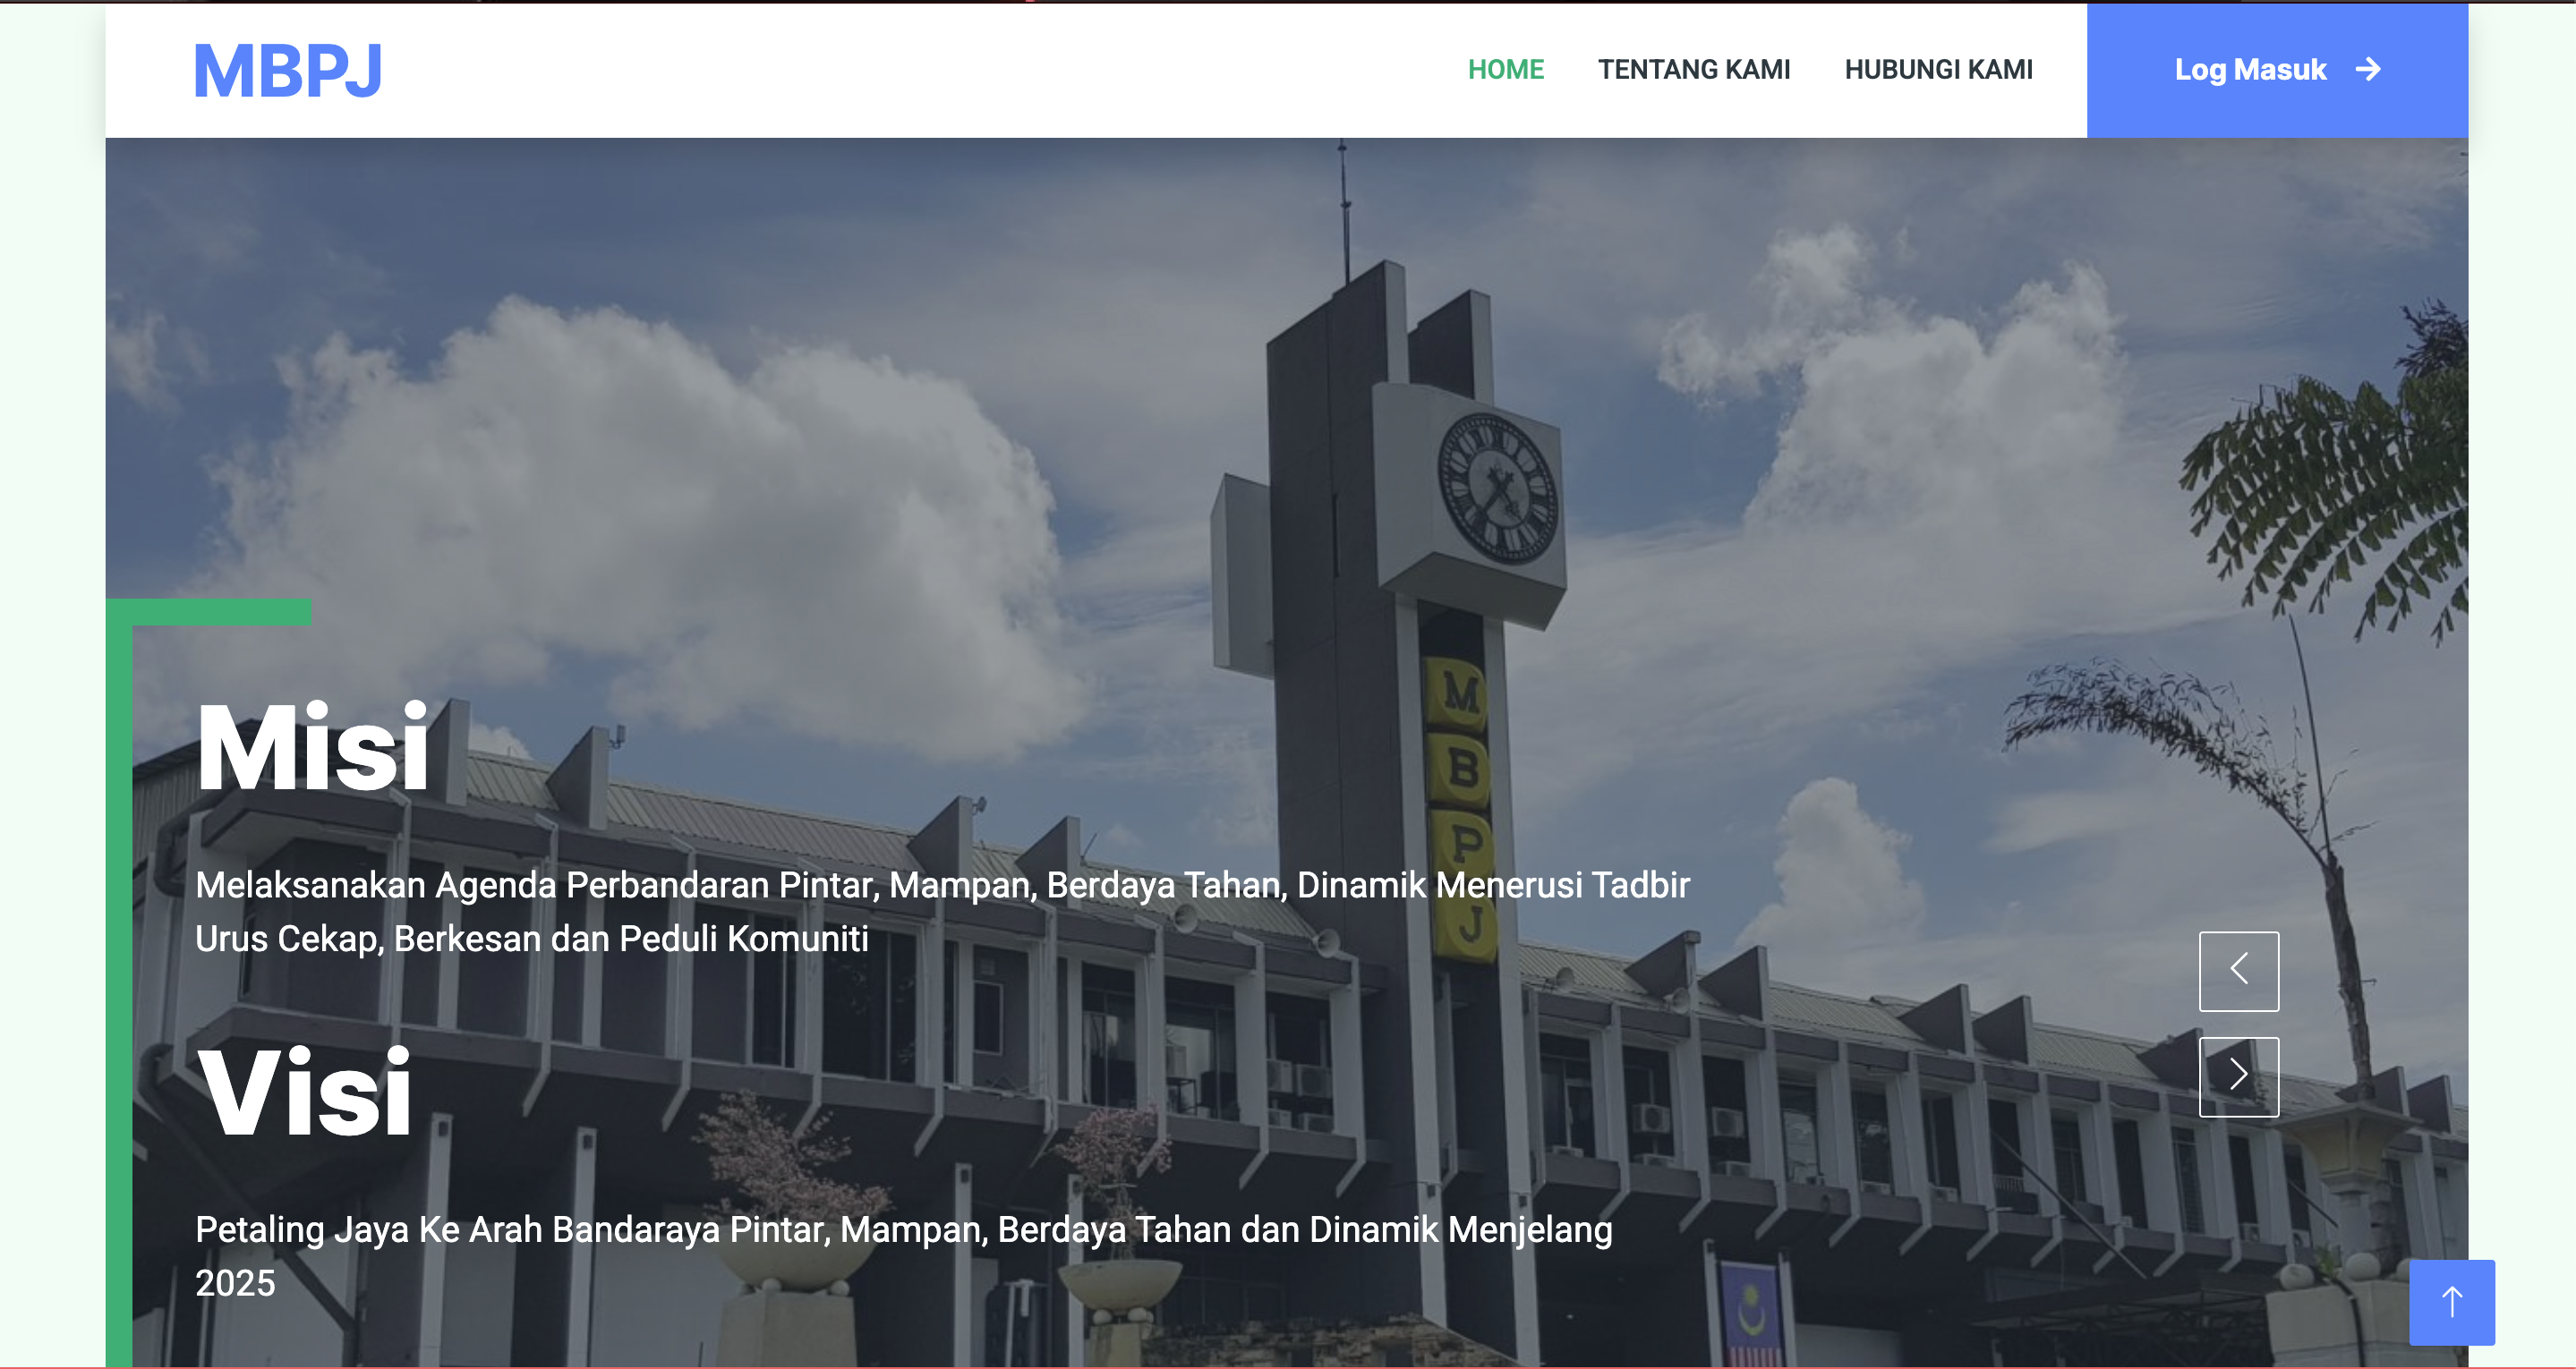 MBPJ
HOME
TENTANG KAMI
HUBUNGI KAMI
Log Masuk
M
B
P
J
Misi
Melaksanakan Agenda Perbandaran Pintar, Mampan, Berdaya Tahan, Dinamik Menerusi Tadbir
Urus Cekap, Berkesan dan Peduli Komuniti
Visi
Petaling Jaya Ke Arah Bandaraya Pintar, Mampan, Berdaya Tahan dan Dinamik Menjelang
2025